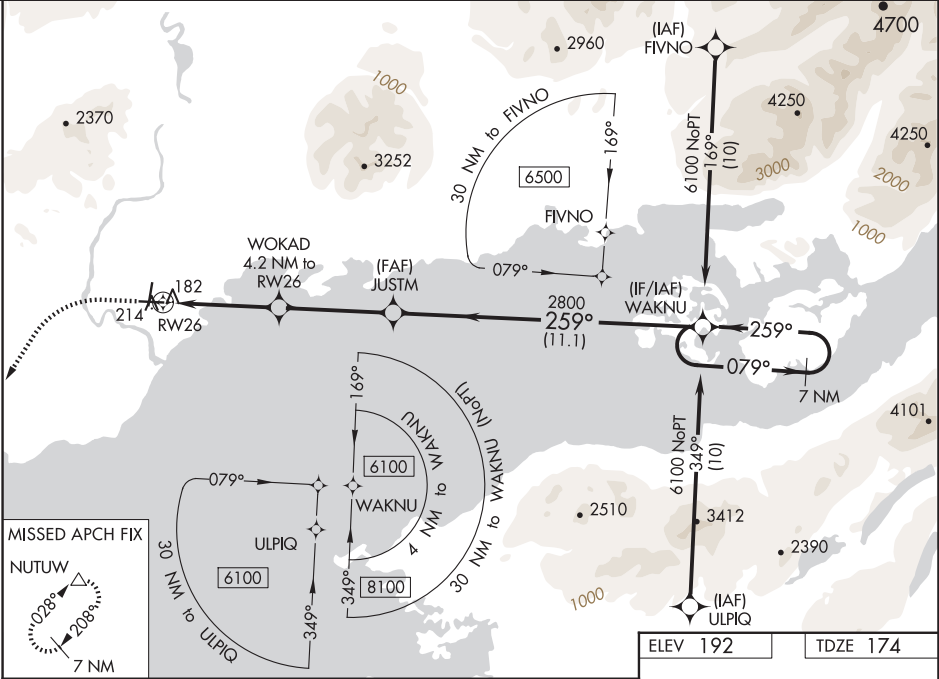 (IAF)
FIVNO
4700
2960
1000
2370
3252
4250
4250
3000
2000
1000
30 NM to FIVNO
169°
6500
FIVNO
079°
6100 NoPT
169°
(10)
WOKAD
4.2 NM to
RW26
(FAF)
JUSTM
(IF/IAF)
WAKNU
182
214
RW26
2800
259°
(11.1)
259°
079°
7 NM
169°
4 NM to WAKNU
30 NM to WAKNU (NoPT)
6100
WAKNU
349°
8100
079°
ULPIQ
6100
30 NM to ULPIQ
349°
6100 NoPT
349°
(10)
4101
2510
3412
2390
1000
(IAF)
ULPIQ
MISSED APCH FIX
NUTUW
028°
208°
7 NM
ELEV 192
TDZE 174